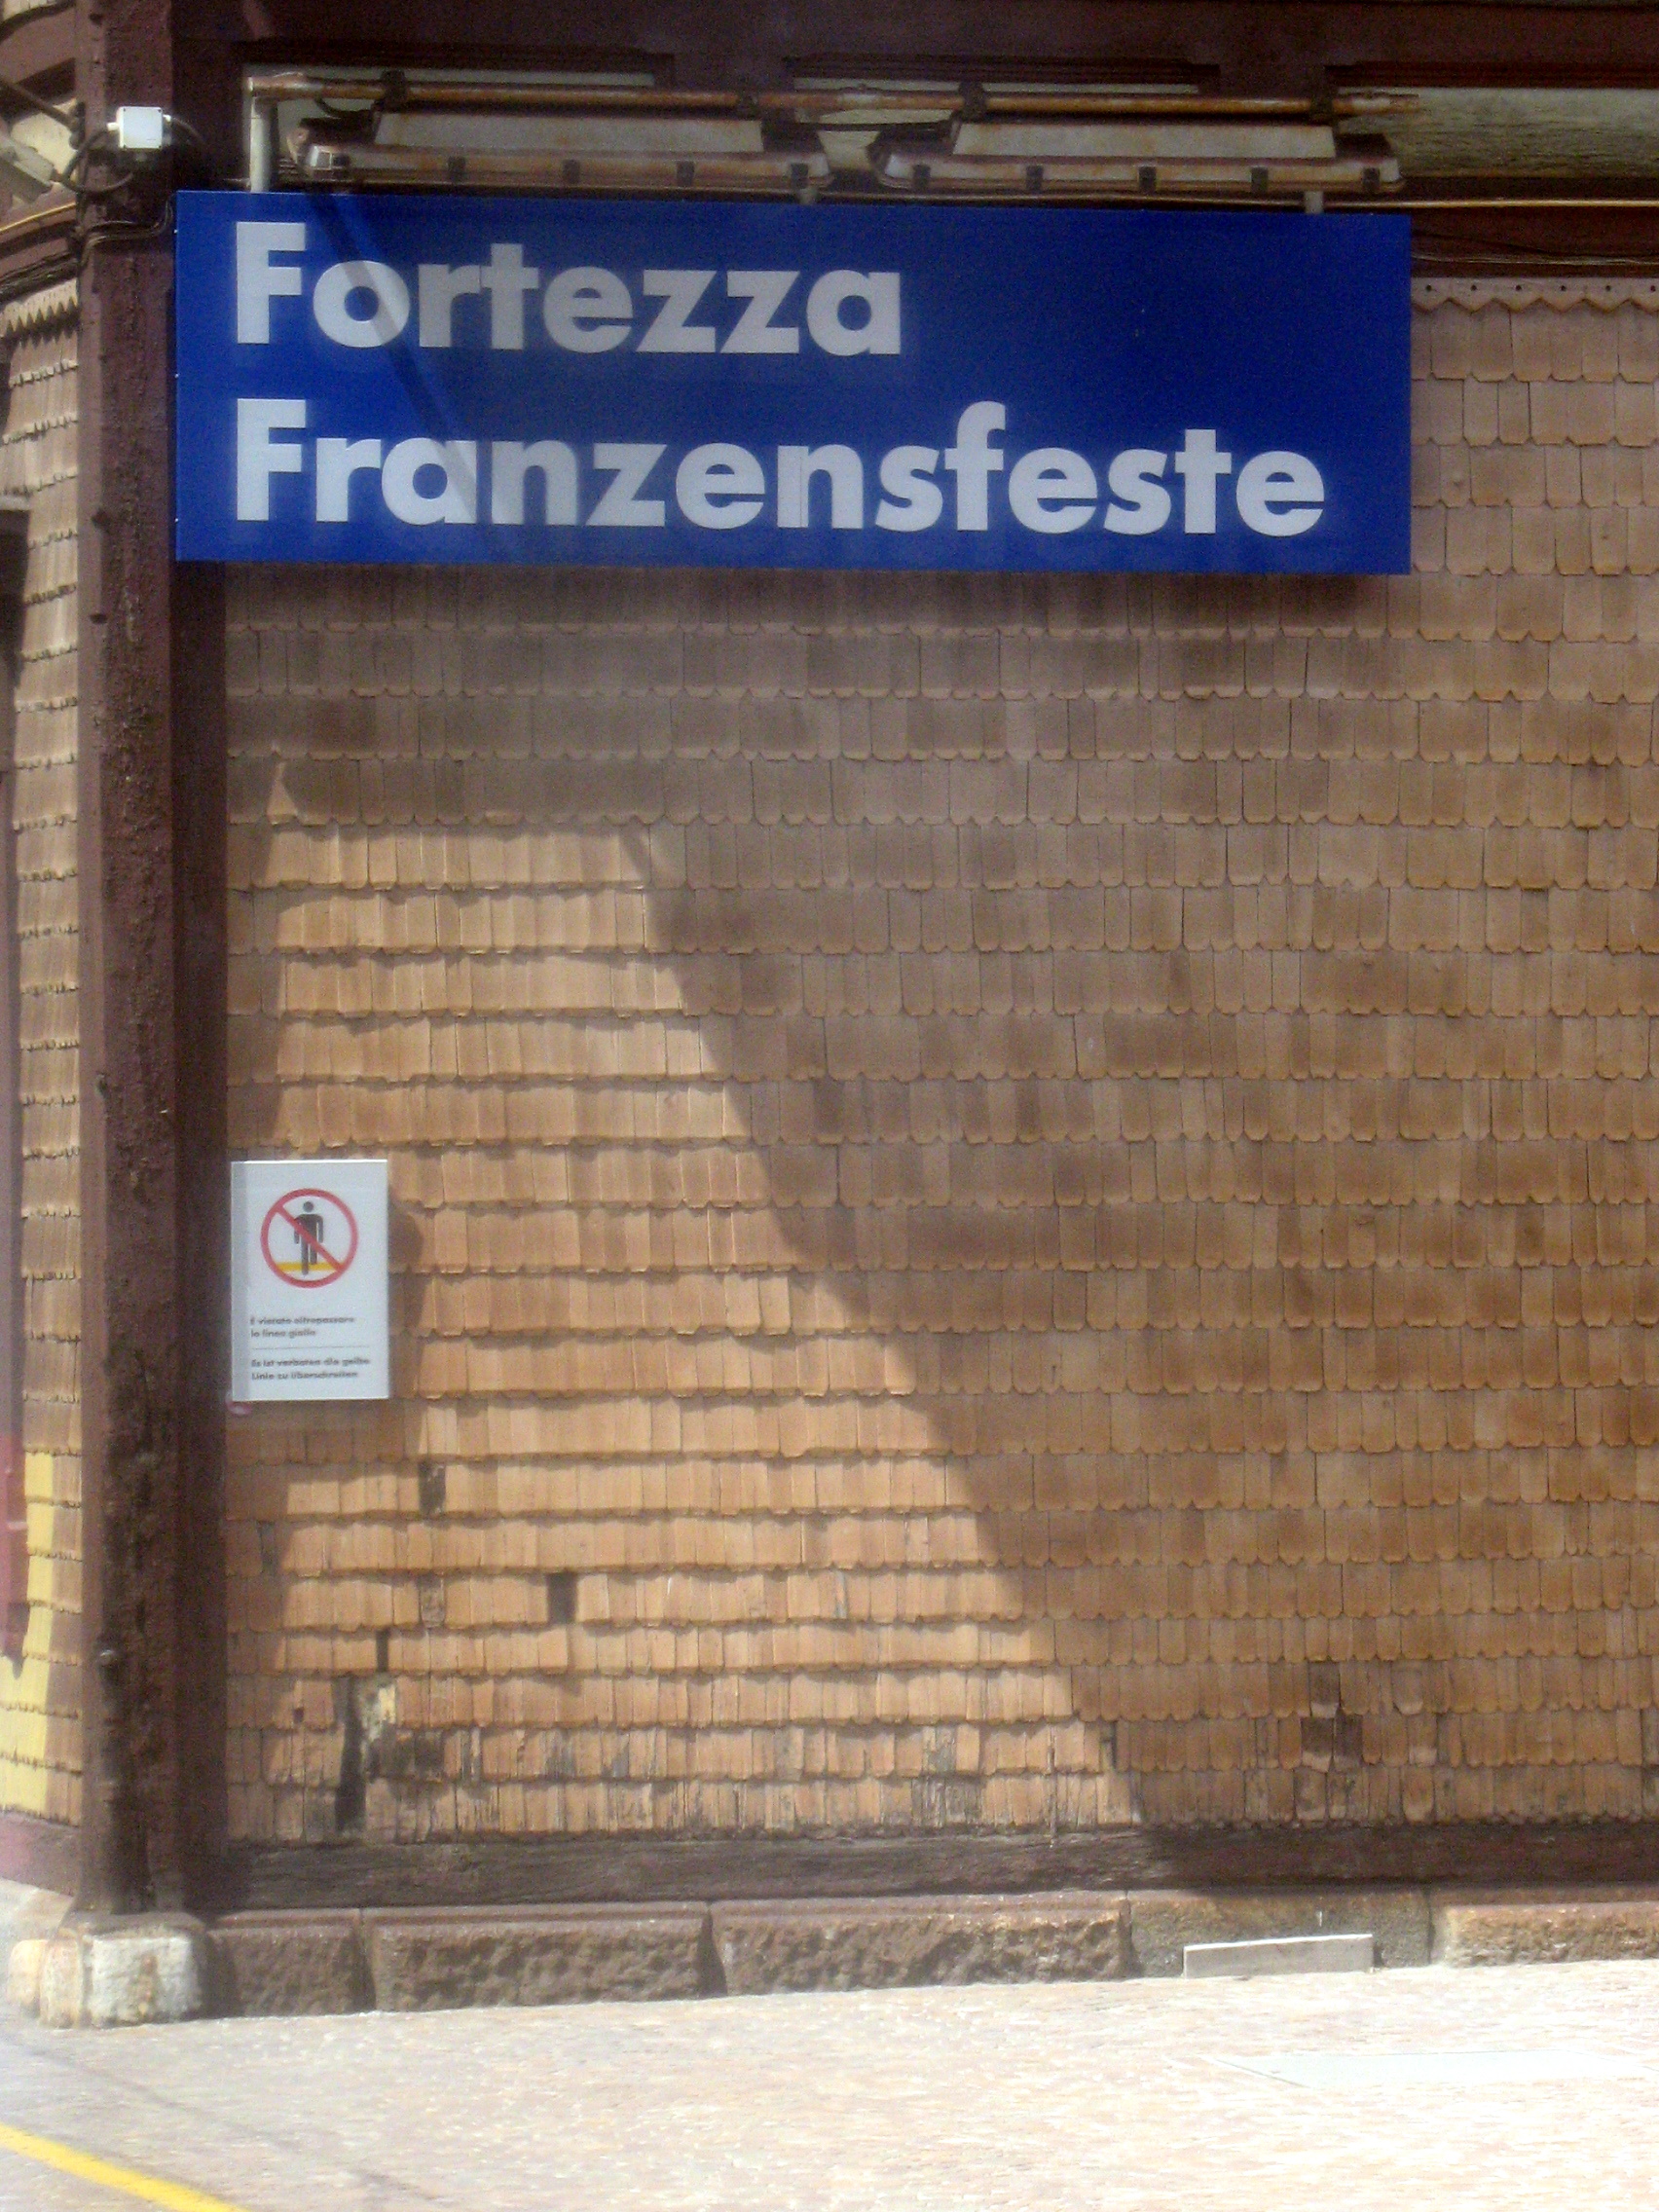 Fortezza
Franzensfeste
È vietato oltrepassare
la linea gialla
Es ist verboten die gelbe
Linie zu überschreiten